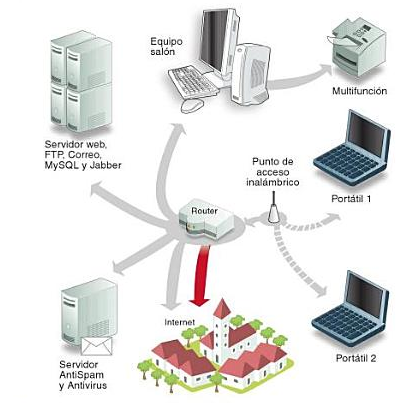 Equipo
salón
Multifunción
Servidor web,
FTP, Correo,
MySQL y Jabber
Punto de
acceso
inalámbrico
Portátil 1
Router
Internet
Servidor
AntiSpam
y Antivirus
Portátil 2